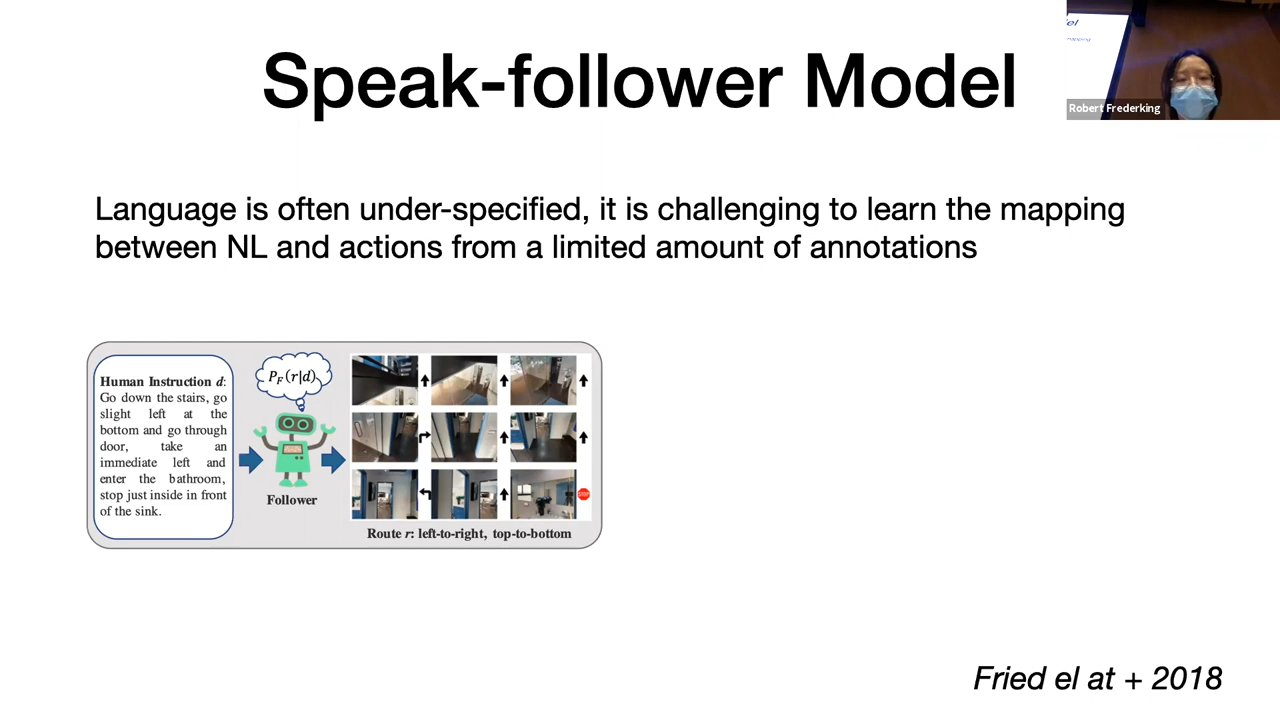 Speak-follower Model
Robert Frederking
Language is often under-specified, it is challenging to learn the mapping
between NL and actions from a limited amount of annotations
Human Instruction d:
Go down the stairs, go
slight left at the
bottom and go through
door, take an
immediate left and
enter the bathroom,
stop just inside in front
of the sink.
P_F(r|d)
Follower
STOP
Route r: left-to-right, top-to-bottom
Fried el at + 2018